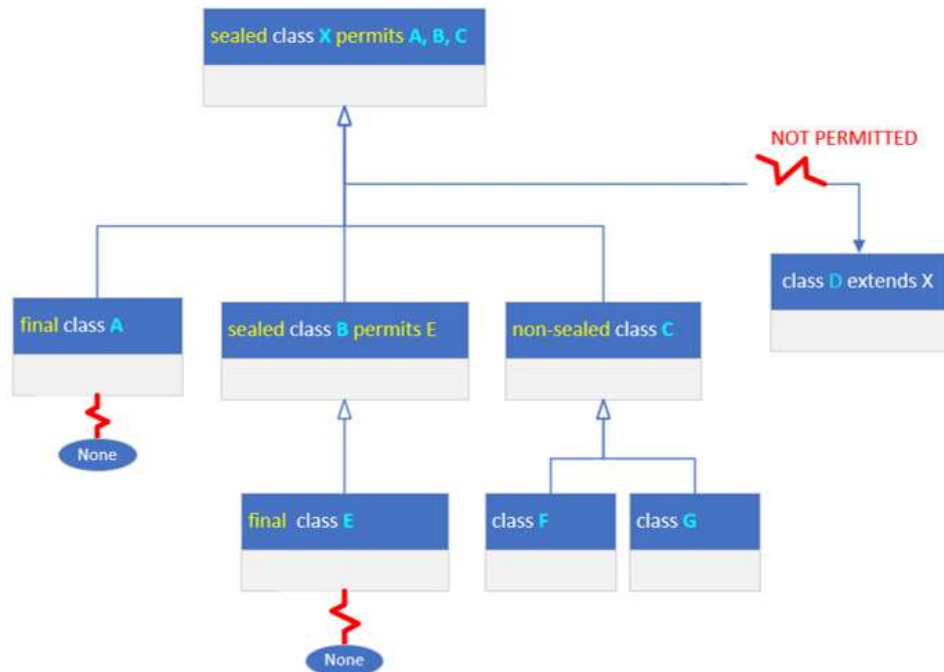 sealed class X permits A, B, C
NOT PERMITTED
class D extends X
final class A
sealed class B permits E
non-sealed class C
None
final class E
class F
class G
None